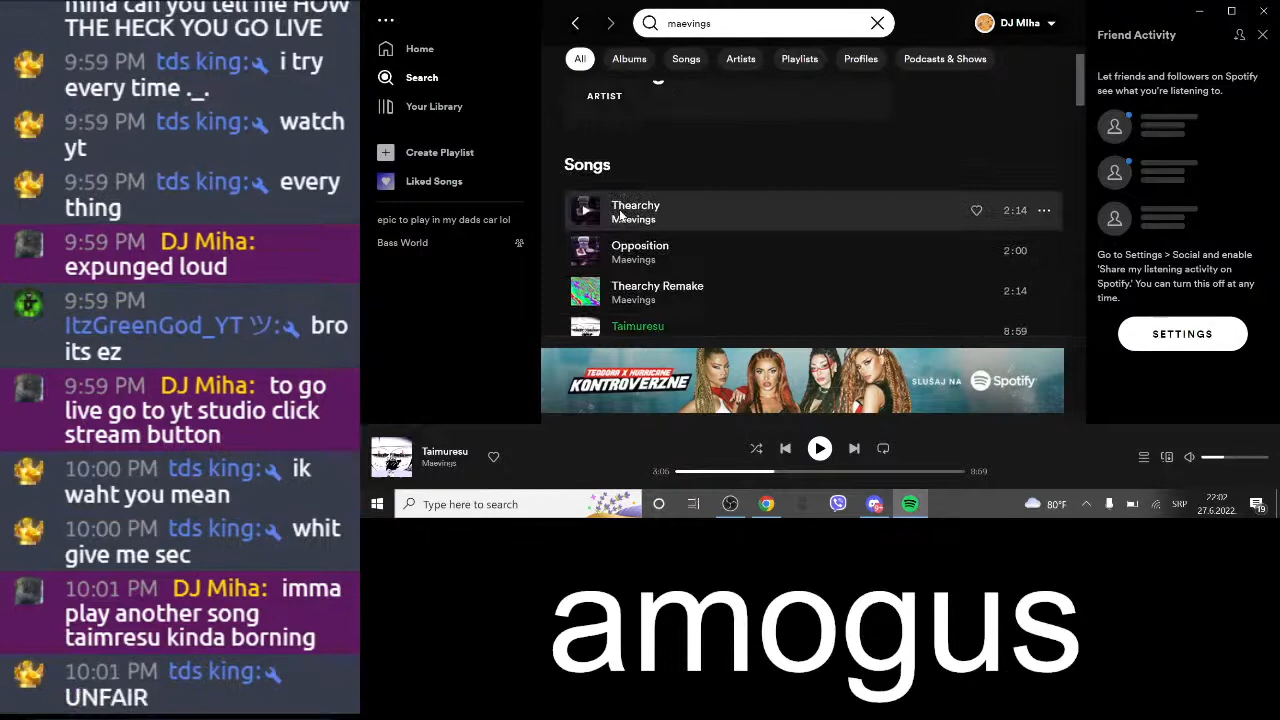 miha can you tell me HOW
THE HECK YOU GO LIVE
9:59 PM tds king: i try
every time ._.
9:59 PM tds king: watch
yt
9:59 PM tds king: every
thing
9:59 PM DJ Miha:
expunged loud
9:59 PM
ItzGreenGod_YT ツ: bro
its ez
9:59 PM DJ Miha: to go
live go to yt studio click
stream button
10:00 PM tds king: ik
waht you mean
10:00 PM tds king: whit
give me sec
10:01 PM DJ Miha: imma
play another song
taimresu kinda borning
10:01 PM tds king:
UNFAIR
Home
Search
Your Library
Create Playlist
Liked Songs
epic to play in my dads car lol
Bass World
maevings
DJ Miha
All
Albums
Songs
Artists
Playlists
Profiles
Podcasts & Shows
ARTIST
Songs
Thearchy
Maevings
2:14
Opposition
Maevings
2:00
Thearchy Remake
Maevings
2:14
Taimuresu
8:59
TEODORA X HURRICANE
KONTROVERZNE
SLUŠAJ NA Spotify
Friend Activity
Let friends and followers on Spotify
see what you're listening to.
Go to Settings > Social and enable
'Share my listening activity on
Spotify.' You can turn this off at any
time.
SETTINGS
Taimuresu
Maevings
3:05
8:59
Type here to search
9+
80°F
SRP
22:02
27.6.2022.
19
amogus